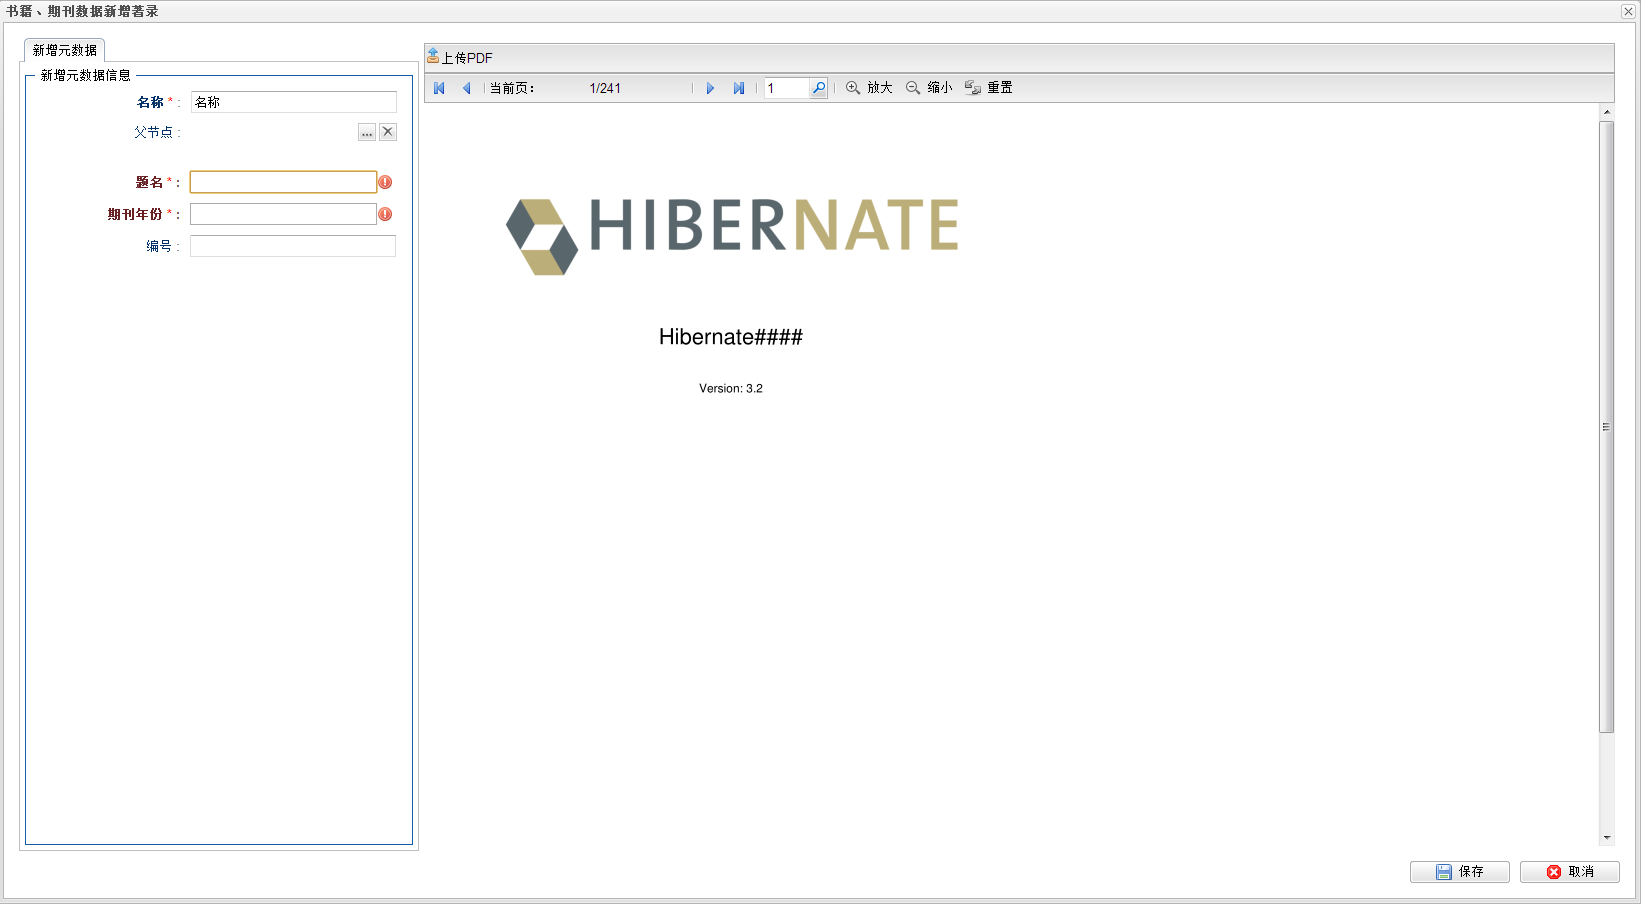 书籍、期刊数据新增著录
新增元数据
新增元数据信息
名称 * : 名称
父节点 : ...
题名 * :
期刊年份 * :
编号 :
上传PDF
当前页: 1/241 1 放大 缩小 重置
HIBERNATE
Hibernate####
Version: 3.2
保存 取消